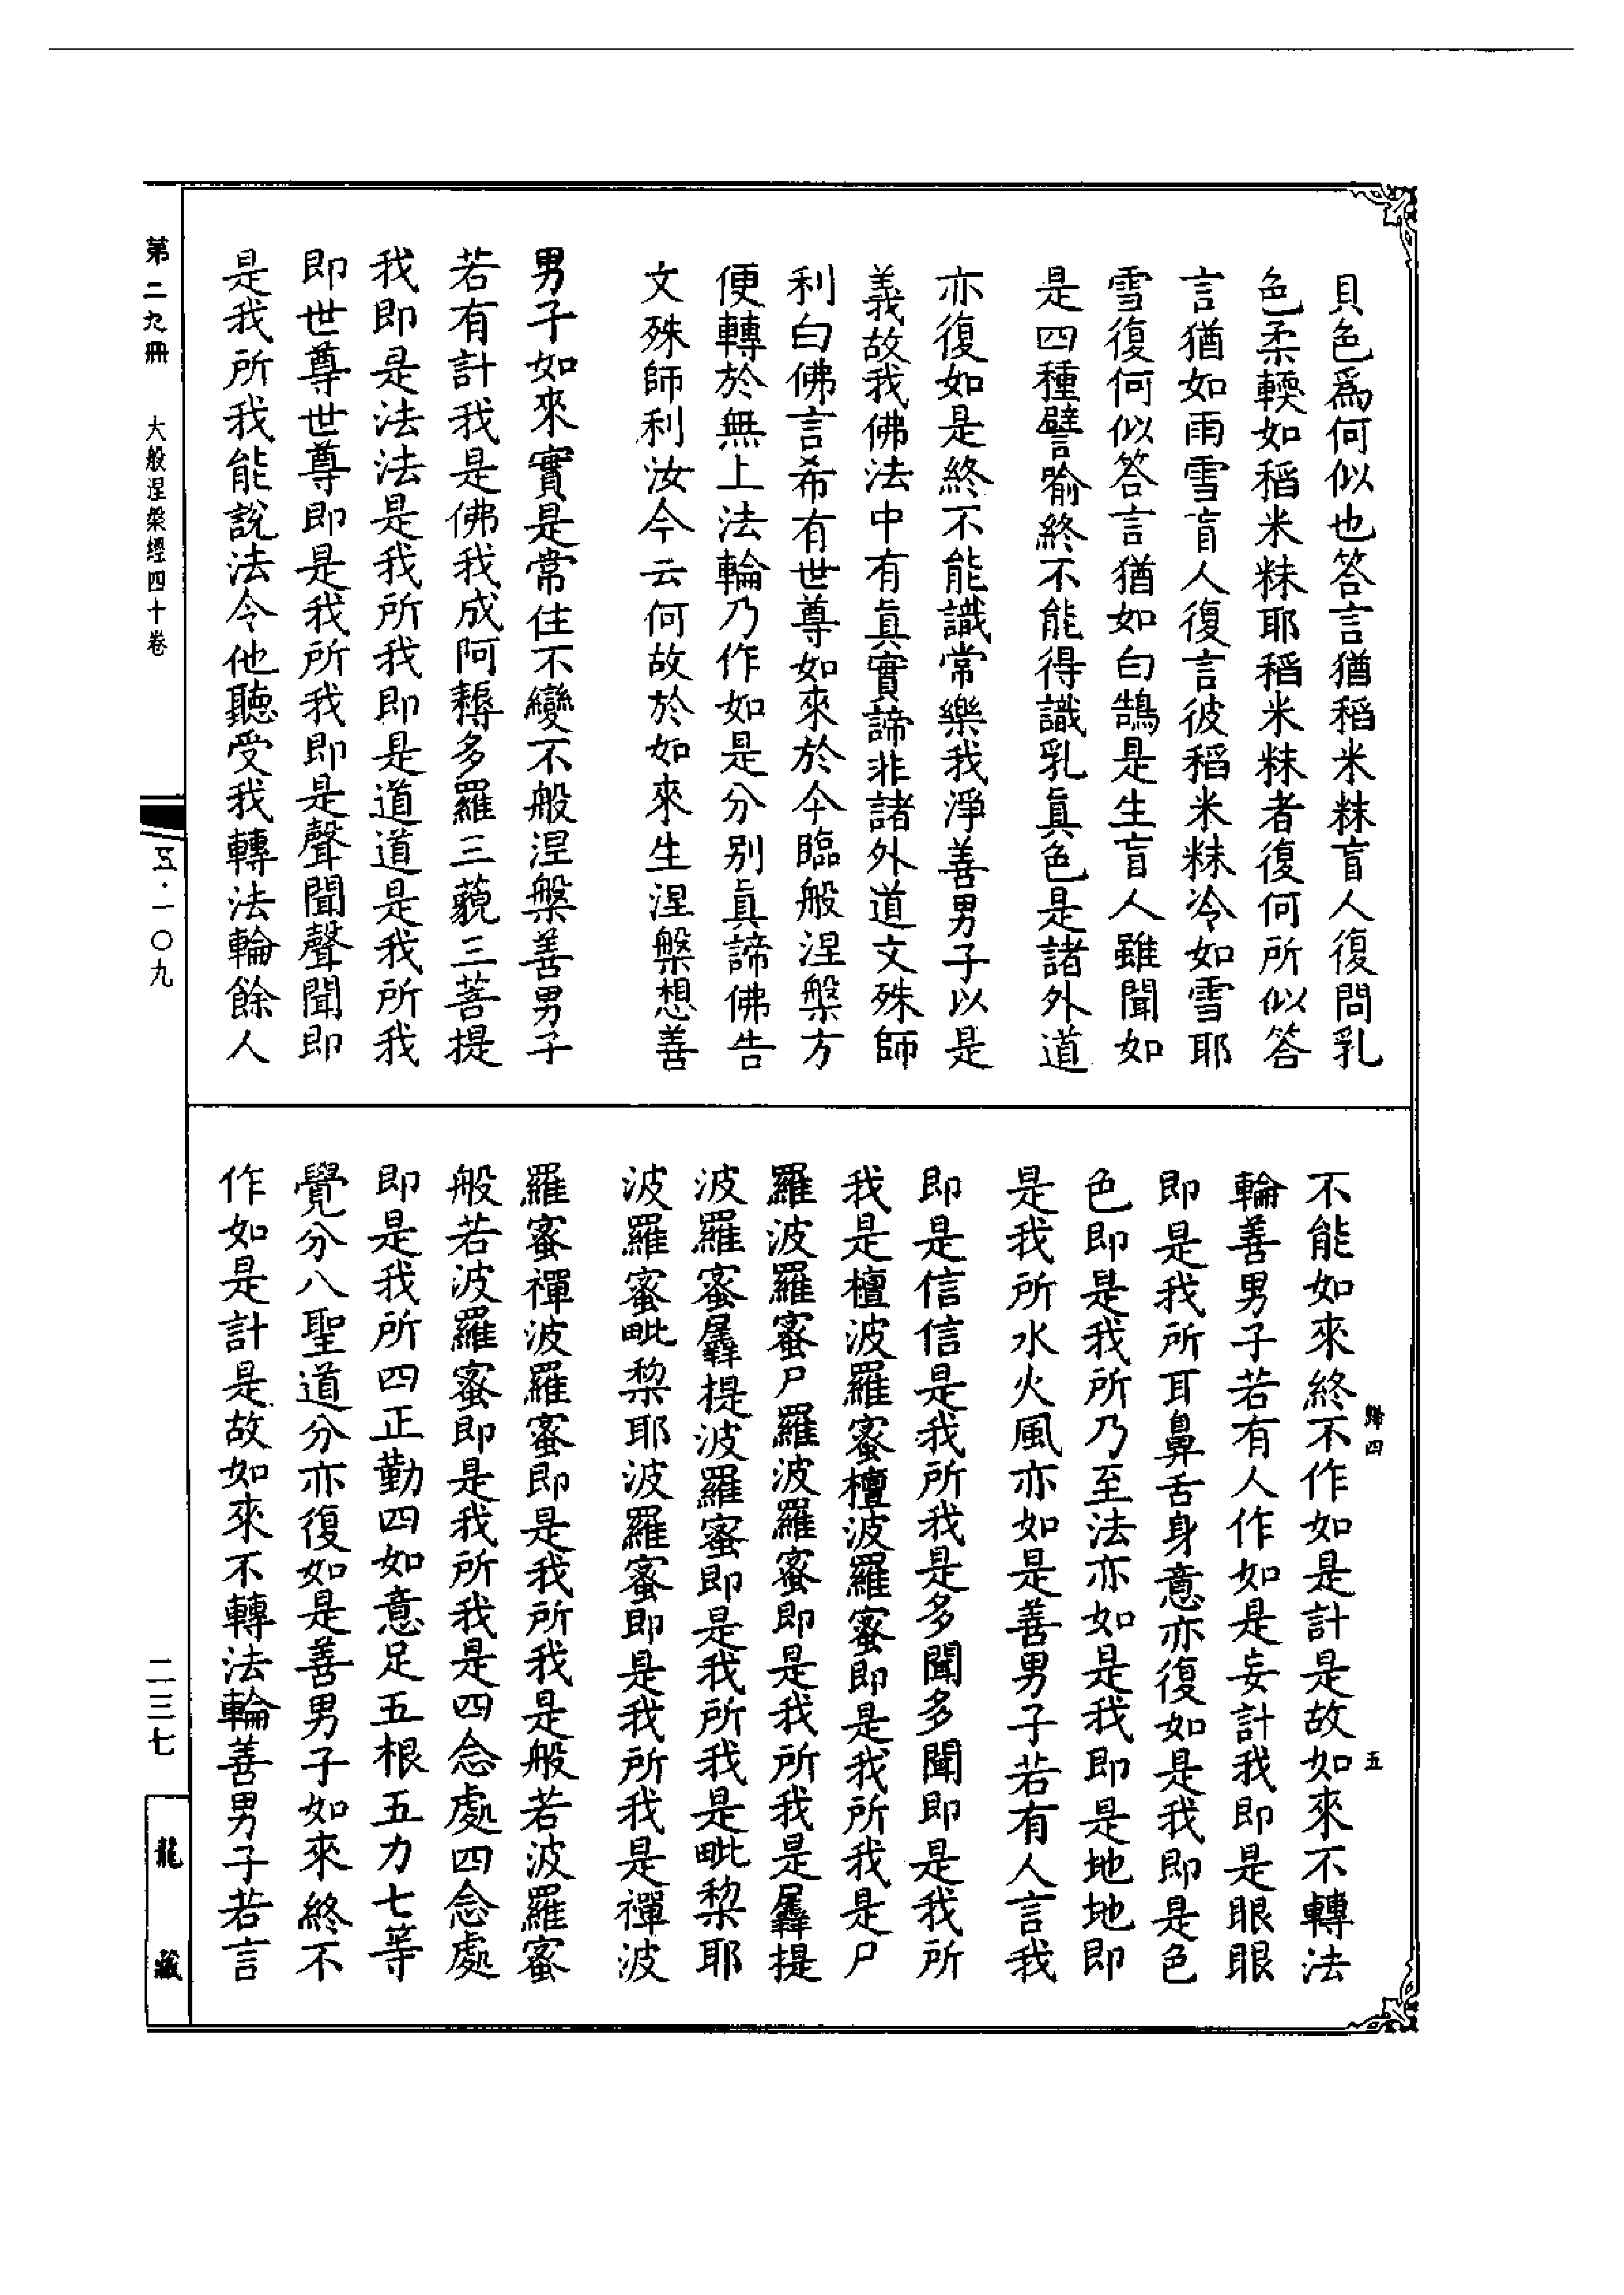 貝色爲何似也答言猶稻米䊳盲人復問乳
色柔輭如稻米䊳耶稻米䊳者復何所似答
言猶如雨雪盲人復言彼稻米䊳冷如雪耶
雪復何似答言猶如白鵠是生盲人雖聞如
是四種譬喻終不能得識乳眞色是諸外道
亦復如是終不能識常樂我淨善男子以是
義故我佛法中有眞實諦非諸外道文殊師
利白佛言希有世尊如來於今臨般涅槃方
便轉於無上法輪乃作如是分別眞諦佛告
文殊師利汝今云何故於如來生涅槃想善
男子如來實是常住不變不般涅槃善男子
若有計我是佛我成阿耨多羅三藐三菩提
我即是法法是我所我即是道道是我所我
即世尊世尊即是我所我即是聲聞聲聞即
是我所我能說法令他聽受我轉法輪餘人
不能如來終不作如是計是故如來不轉法
輪善男子若有人作如是妄計我即是眼眼
即是我所耳鼻舌身意亦復如是我即是色
色即是我所乃至法亦如是我即是地地即
是我所水火風亦如是善男子若有人言我
即是信信是我所我是多聞多聞即是我所
我是檀波羅蜜檀波羅蜜即是我所我是尸
羅波羅蜜尸羅波羅蜜即是我所我是羼提
波羅蜜羼提波羅蜜即是我所我是毗棃耶
波羅蜜毗棃耶波羅蜜即是我所我是禪波
羅蜜禪波羅蜜即是我所我是般若波羅蜜
般若波羅蜜即是我所我是四念處四念處
即是我所四正勤四如意足五根五力七等
覺分八聖道分亦復如是善男子如來終不
作如是計是故如來不轉法輪善男子若言
歸四
五
第二九冊
大般涅槃經四十卷
五·一〇九
二三七
龍藏